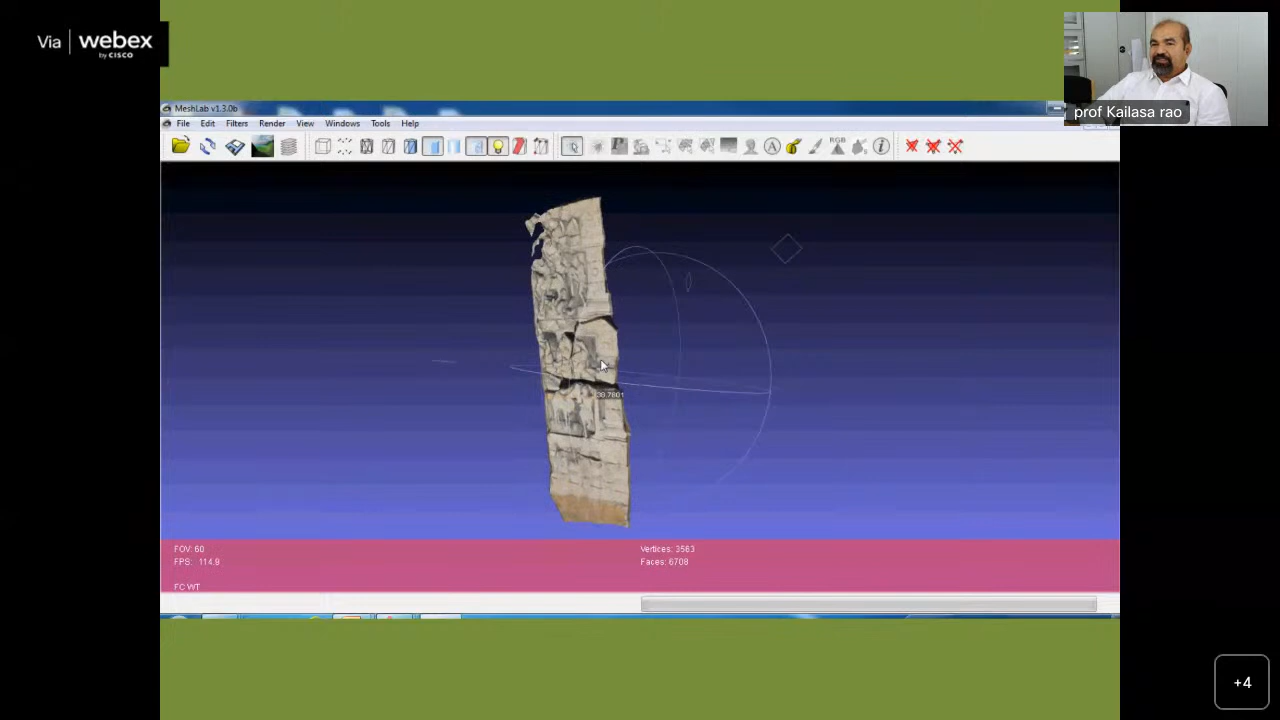 Via webex
by CISCO
prof Kailasa rao
MeshLab v1.3.0b
File Edit Filters Render View Windows Tools Help
A RGB i
FOV: 60
FPS: 114.9
FC WT
Vertices: 3563
Faces: 6708
+4